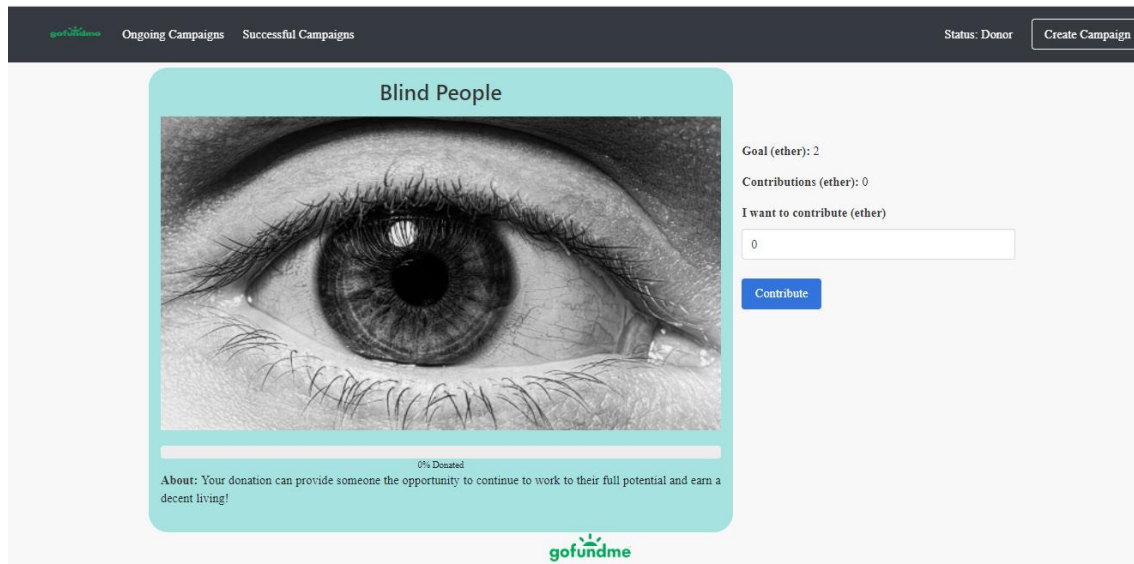 gofundme
Ongoing Campaigns
Successful Campaigns
Status: Donor
Create Campaign
Blind People
Goal (ether): 2
Contributions (ether): 0
I want to contribute (ether)
0
Contribute
0% Donated
About: Your donation can provide someone the opportunity to continue to work to their full potential and earn a
decent living!
gofundme